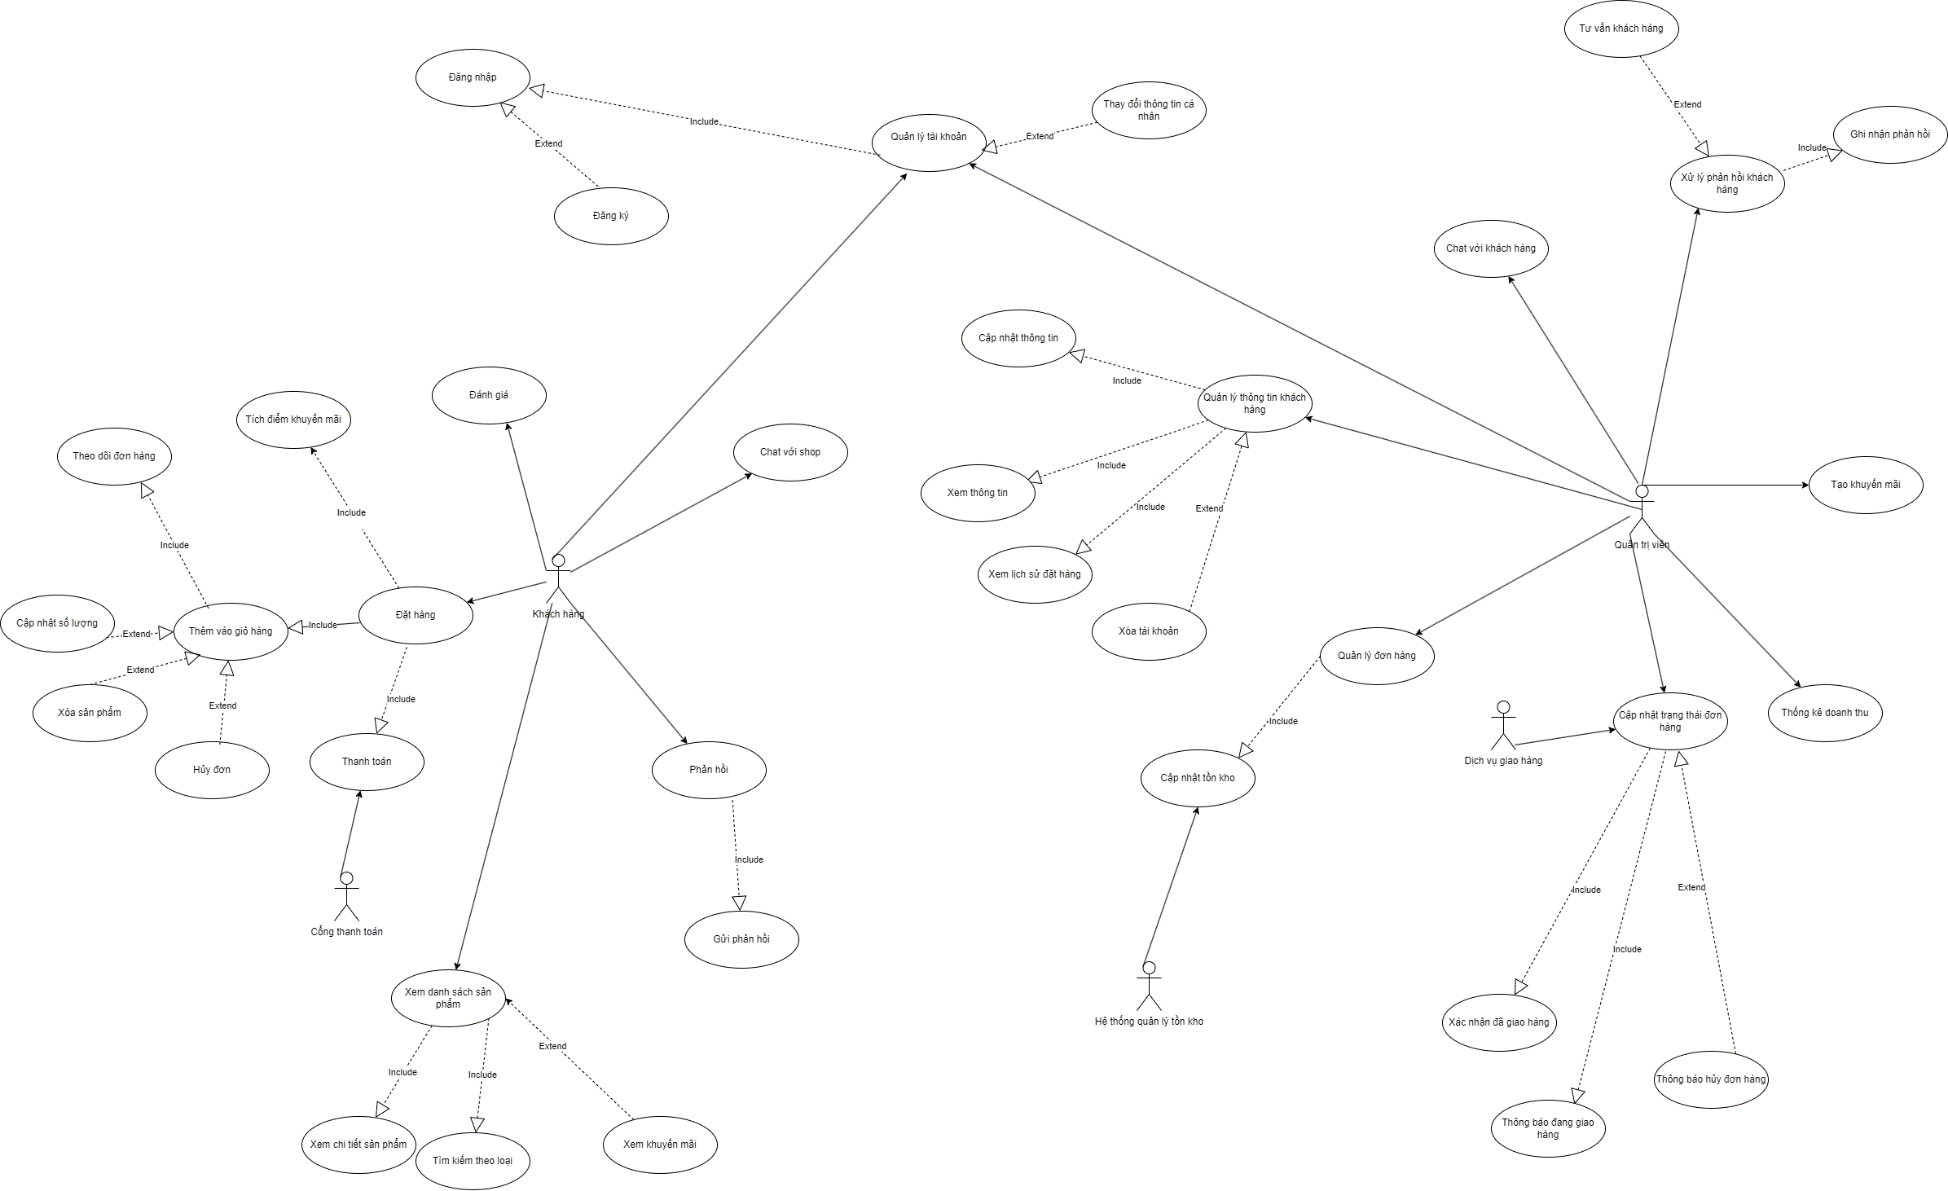 Tư vấn khách hàng
Đăng nhập
Extend
Thay đổi thông tin cá
nhân
Include
Quản lý tài khoản
Extend
Ghi nhận phản hồi
Include
Extend
Xử lý phản hồi khách
hàng
Đăng ký
Chat với khách hàng
Cập nhật thông tin
Include
Quản lý thông tin khách
hàng
Đánh giá
Tích điểm khuyến mãi
Theo dõi đơn hàng
Chat với shop
Include
Xem thông tin
Tạo khuyến mãi
Include
Include
Extend
Include
Quản trị viên
Xem lịch sử đặt hàng
Khách hàng
Đặt hàng
Cập nhật số lượng
Extend
Thêm vào giỏ hàng
Include
Xóa tài khoản
Quản lý đơn hàng
Extend
Include
Extend
Xóa sản phẩm
Include
Cập nhật trạng thái đơn
hàng
Thống kê doanh thu
Dịch vụ giao hàng
Thanh toán
Hủy đơn
Phản hồi
Cập nhật tồn kho
Include
Include
Extend
Cổng thanh toán
Gửi phản hồi
Include
Xem danh sách sản
phẩm
Hệ thống quản lý tồn kho
Xác nhận đã giao hàng
Extend
Include
Include
Thông báo hủy đơn hàng
Thông báo đang giao
hàng
Xem chi tiết sản phẩm
Tìm kiếm theo loại
Xem khuyến mãi